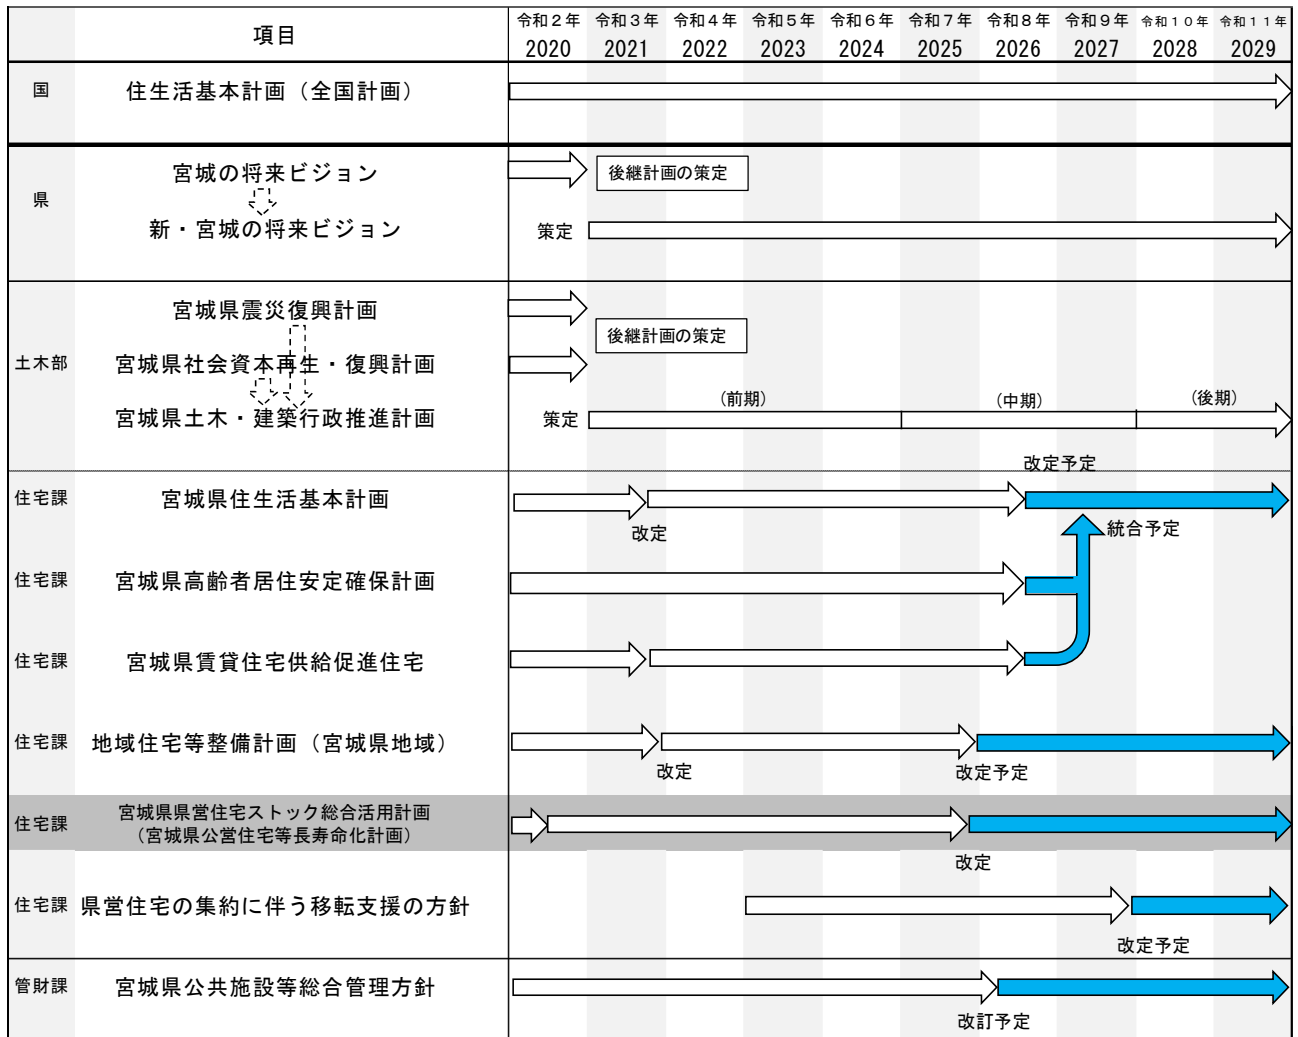 項目
令和２年 令和３年 令和４年 令和５年 令和６年 令和７年 令和８年 令和９年 令和１０年 令和１１年
2020 2021 2022 2023 2024 2025 2026 2027 2028 2029
国 住生活基本計画（全国計画）
県
宮城の将来ビジョン
後継計画の策定
新・宮城の将来ビジョン
策定
土木部
宮城県震災復興計画
後継計画の策定
宮城県社会資本再生・復興計画
(前期) (中期) (後期)
宮城県土木・建築行政推進計画
策定
改定予定
住宅課 宮城県住生活基本計画
改定
統合予定
住宅課 宮城県高齢者居住安定確保計画
住宅課 宮城県賃貸住宅供給促進住宅
住宅課 地域住宅等整備計画（宮城県地域）
改定 改定予定
住宅課 宮城県県営住宅ストック総合活用計画
（宮城県公営住宅等長寿命化計画）
改定
住宅課 県営住宅の集約に伴う移転支援の方針
改定予定
管財課 宮城県公共施設等総合管理方針
改訂予定